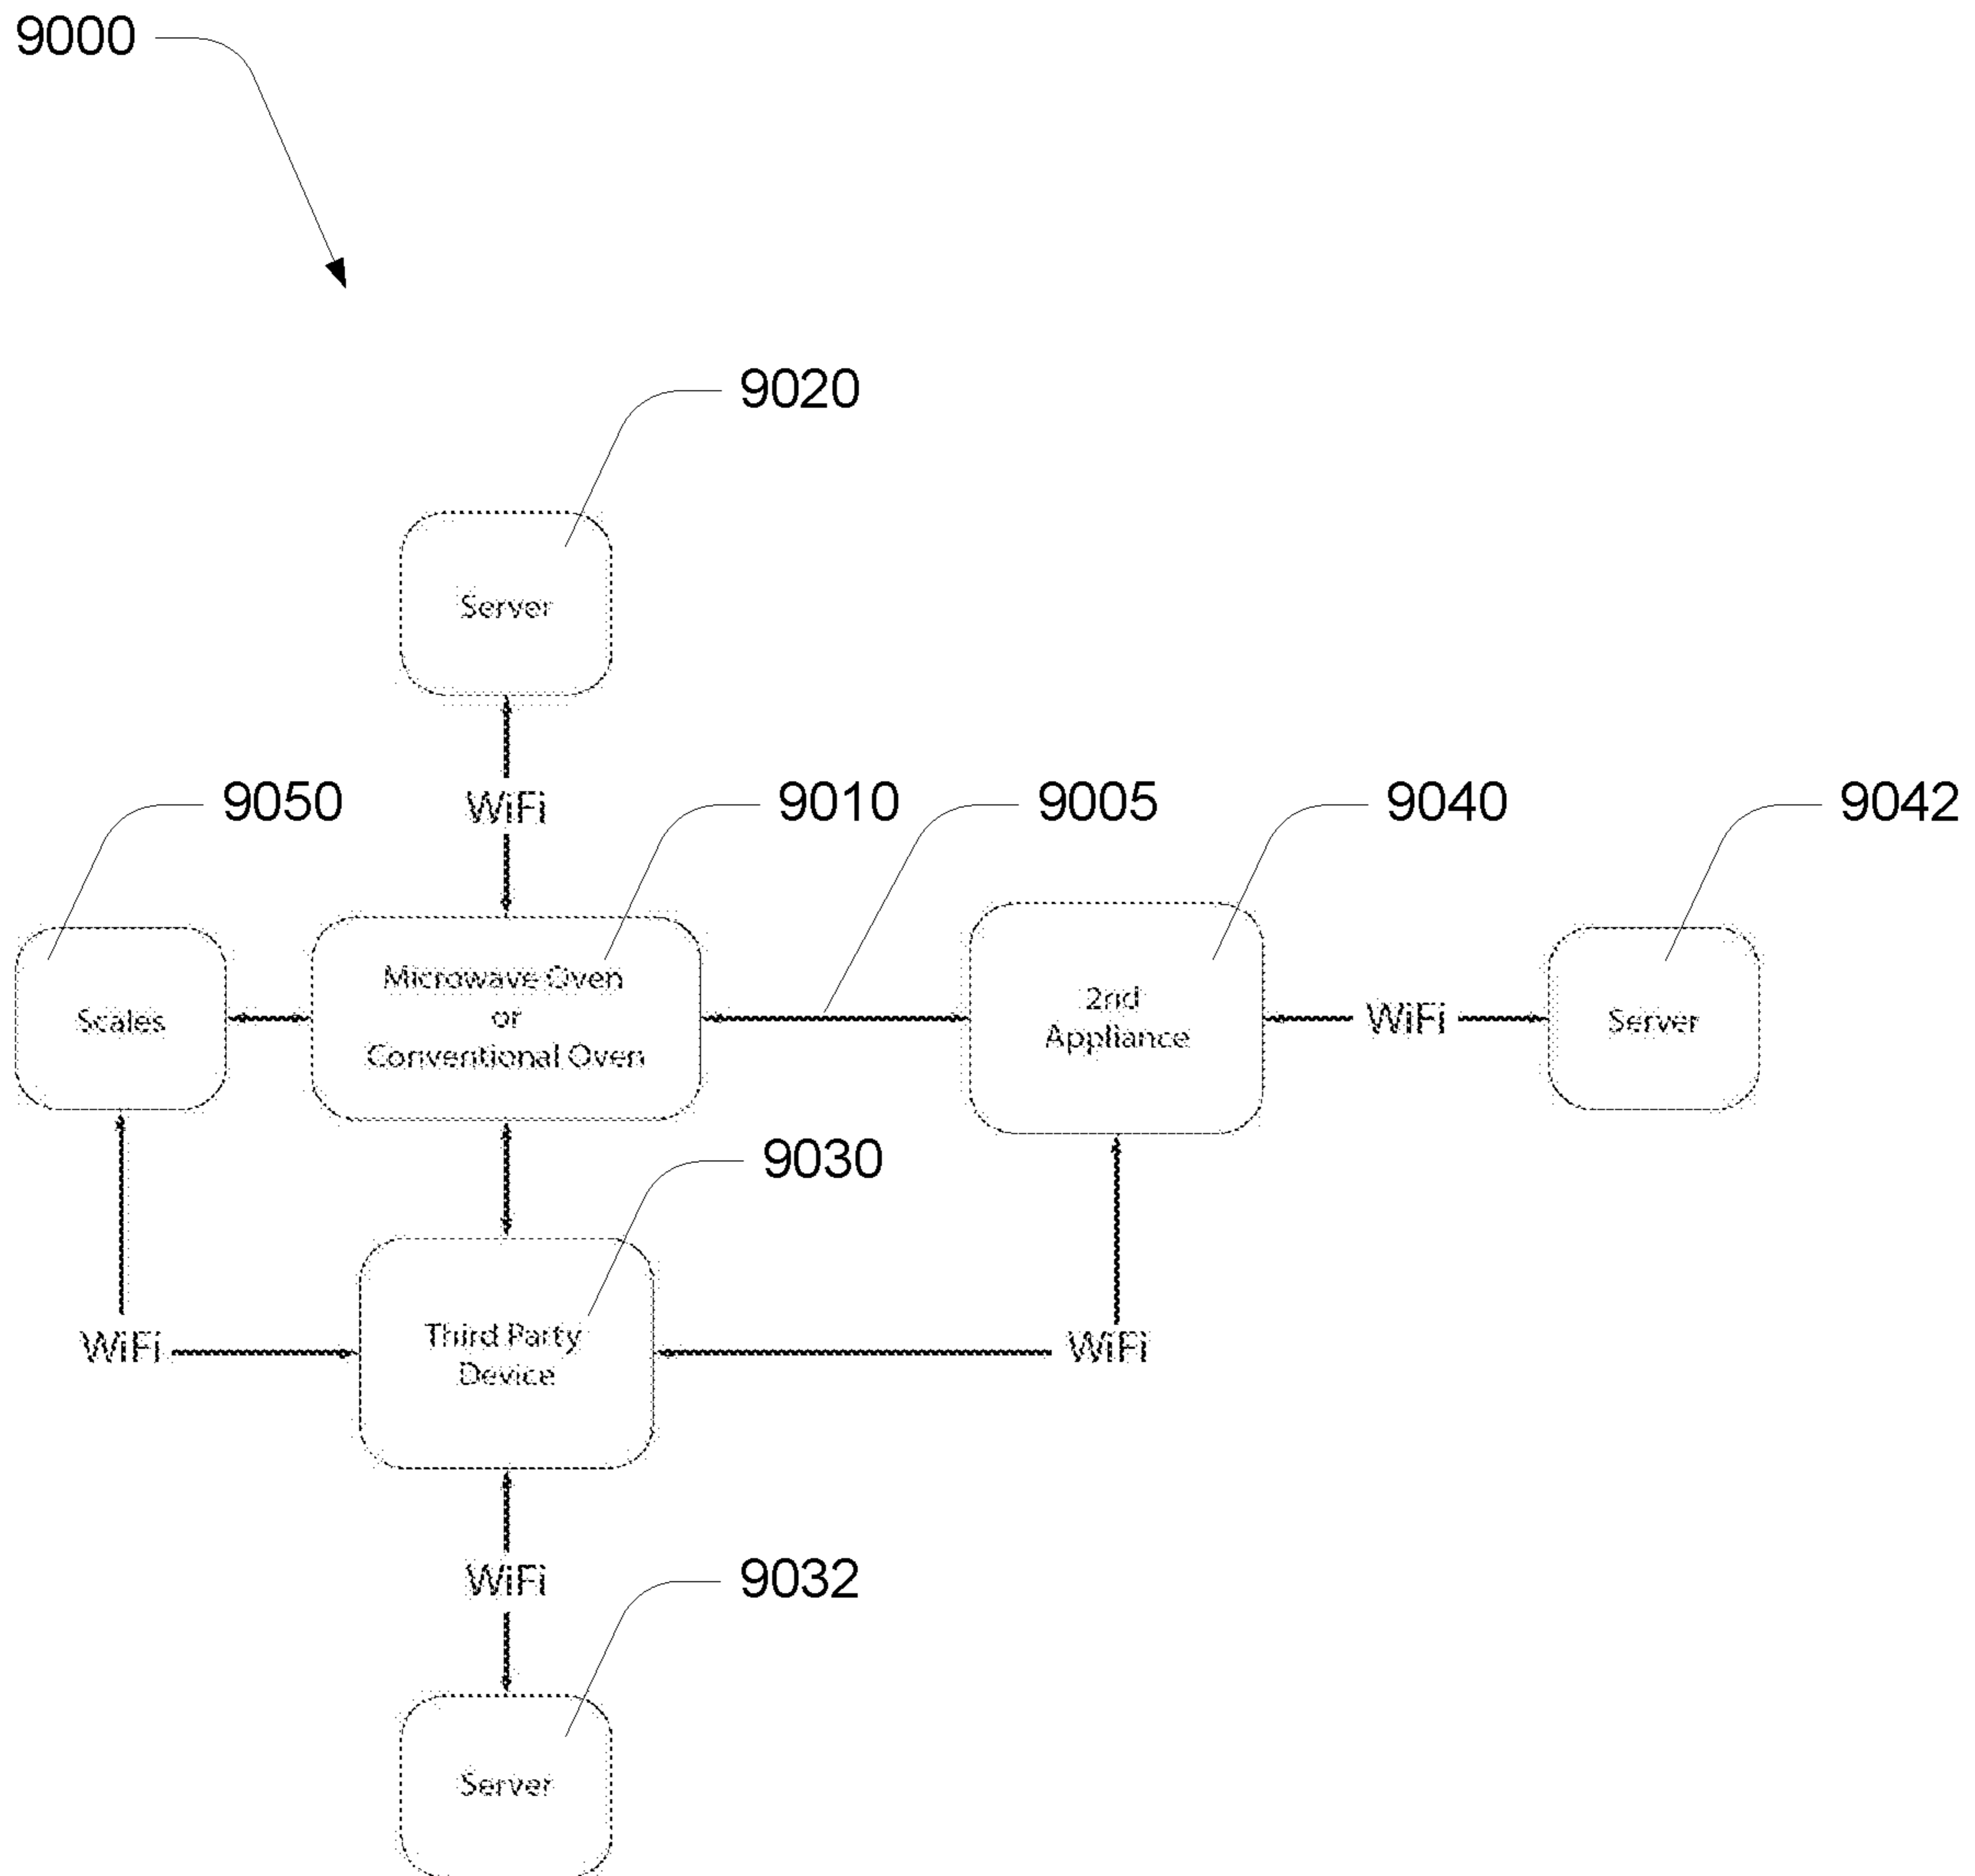 9000
9020
Server
WiFi
9050
9010
9005
9040
9042
Scales
Microwave Oven
or
Conventional Oven
2nd
Appliance
WiFi
Server
9030
WiFi
Third Party
Device
WiFi
WiFi
9032
Server